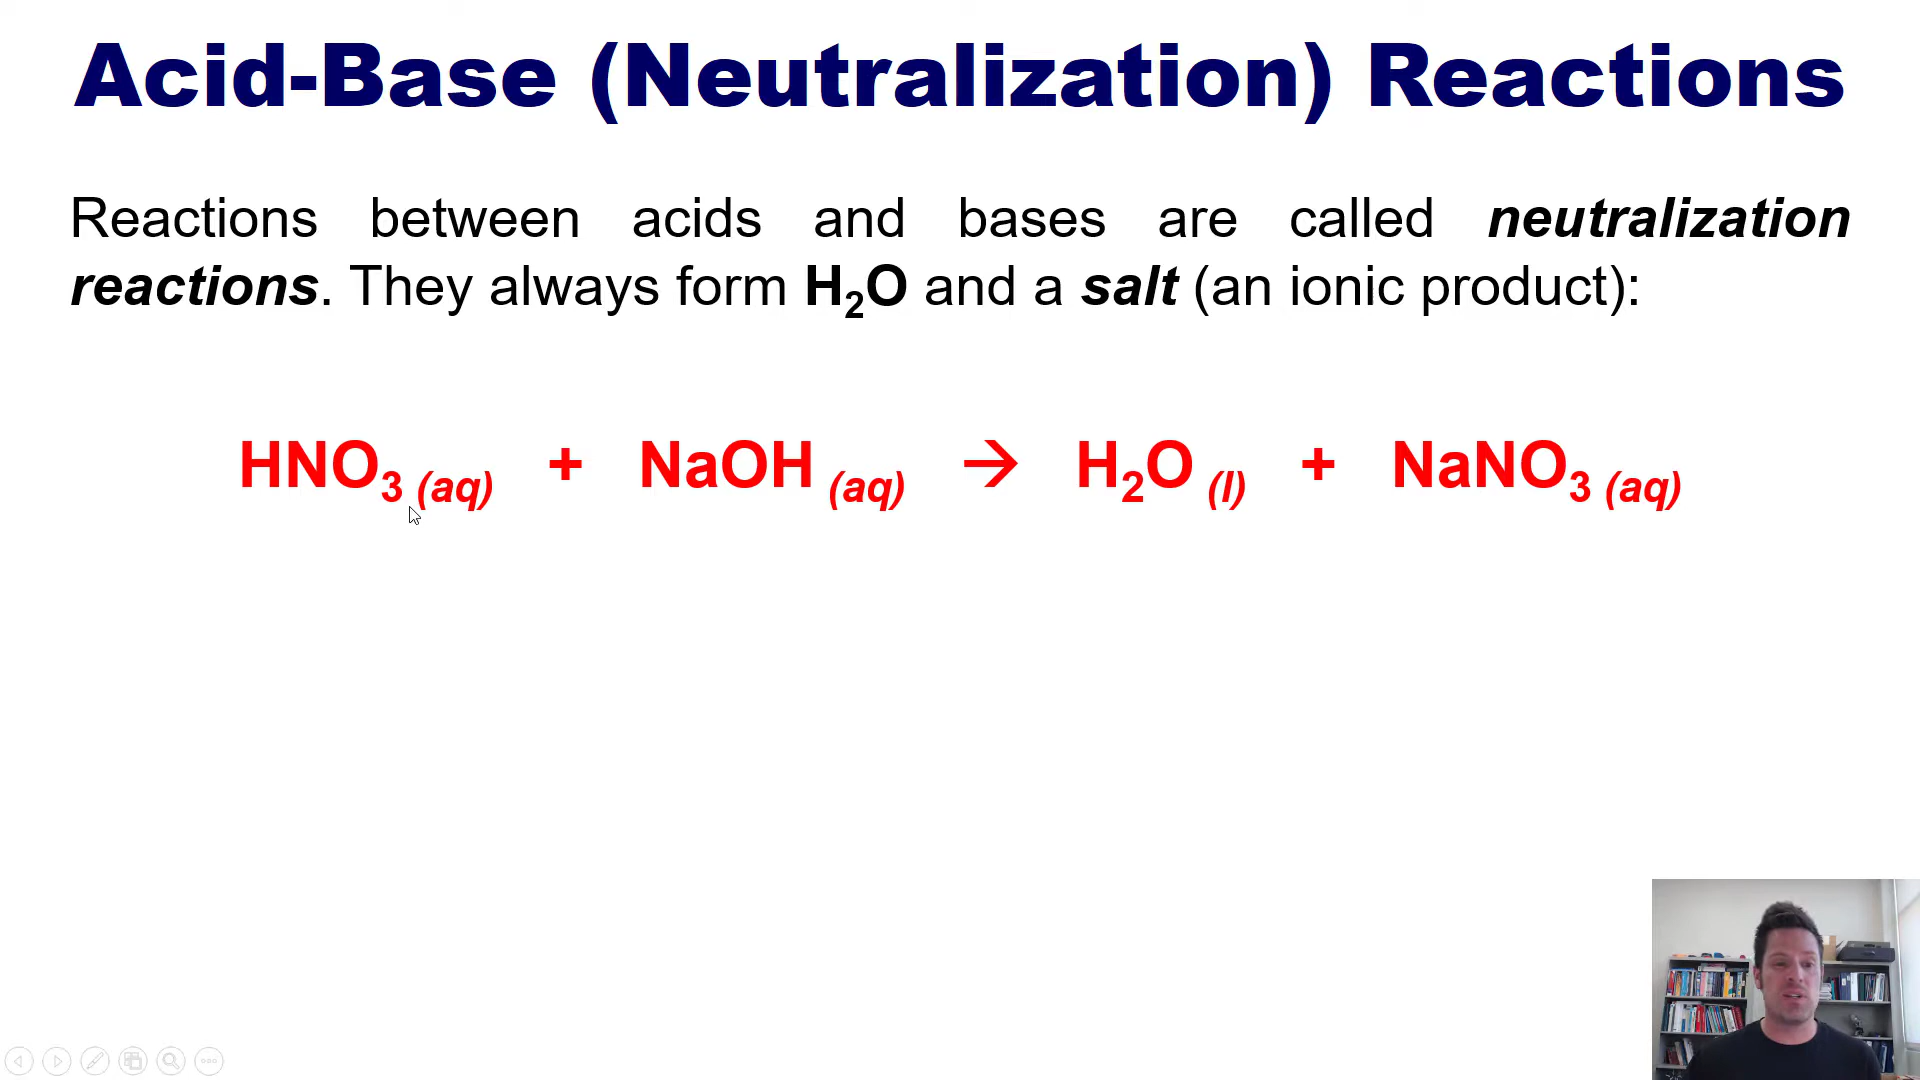 Acid-Base (Neutralization) Reactions
Reactions between acids and bases are called neutralization
reactions. They always form H₂O and a salt (an ionic product):
HNO₃ (aq) + NaOH (aq) → H₂O (l) + NaNO₃ (aq)